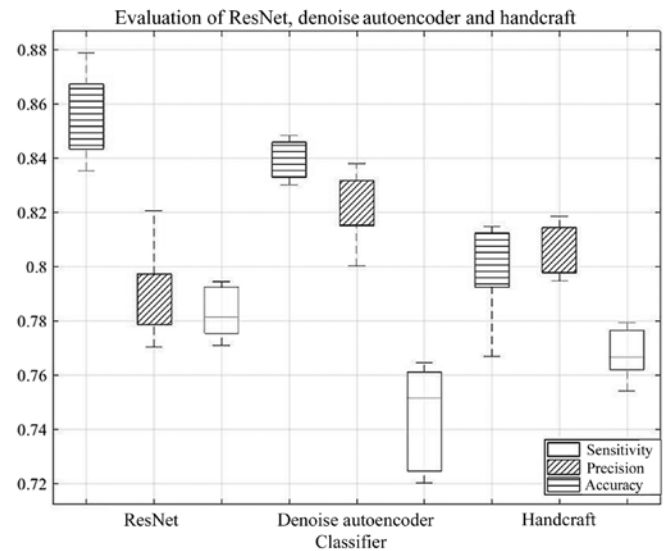 Evaluation of ResNet, denoise autoencoder and handcraft
0.88
0.86
0.84
0.82
0.8
0.78
0.76
0.74
0.72
Sensitivity
Precision
Accuracy
ResNet Denoise autoencoder Handcraft
Classifier